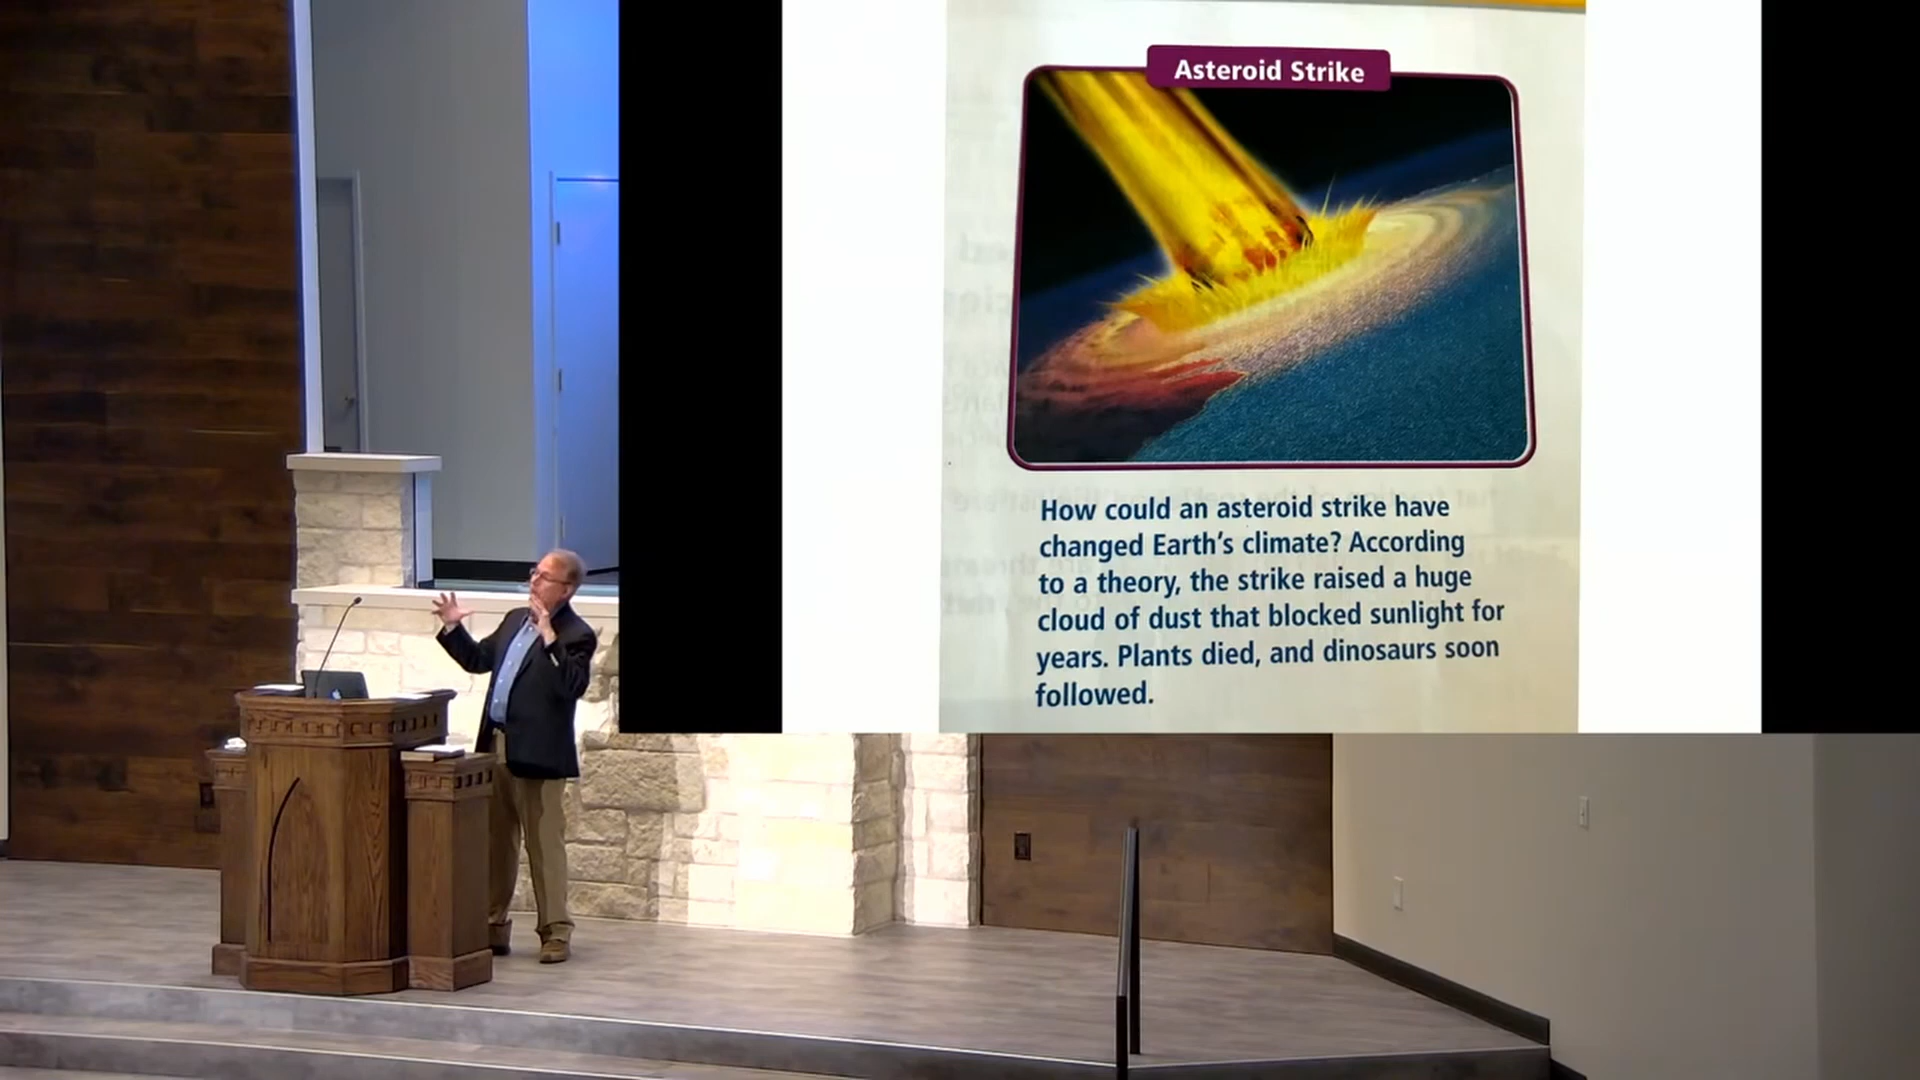 Asteroid Strike
How could an asteroid strike have
changed Earth's climate? According
to a theory, the strike raised a huge
cloud of dust that blocked sunlight for
years. Plants died, and dinosaurs soon
followed.